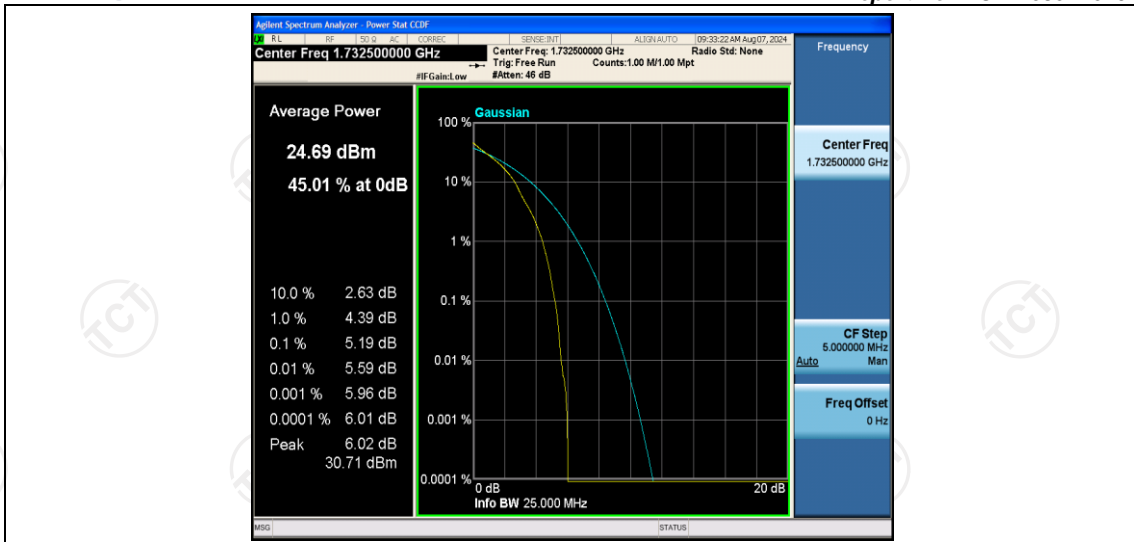 Agilent Spectrum Analyzer - Power Stat CCDF
RL RF 50 Ω AC CORREC SENSE:INT ALIGN AUTO 09:33:22 AM Aug 07, 2024
Center Freq 1.732500000 GHz
Center Freq: 1.732500000 GHz Radio Std: None
Trig: Free Run Counts:1.00 M/1.00 Mpt
#IFGain:Low #Atten: 46 dB
Average Power
24.69 dBm
45.01 % at 0dB
10.0 % 2.63 dB
1.0 % 4.39 dB
0.1 % 5.19 dB
0.01 % 5.59 dB
0.001 % 5.96 dB
0.0001 % 6.01 dB
Peak 6.02 dB
30.71 dBm
Gaussian
100 %
10 %
1 %
0.1 %
0.01 %
0.001 %
0.0001 %
0 dB 20 dB
Info BW 25.000 MHz
Frequency
Center Freq
1.732500000 GHz
CF Step
5.000000 MHz
Auto Man
Freq Offset
0 Hz
MSG STATUS
TCT
TCT